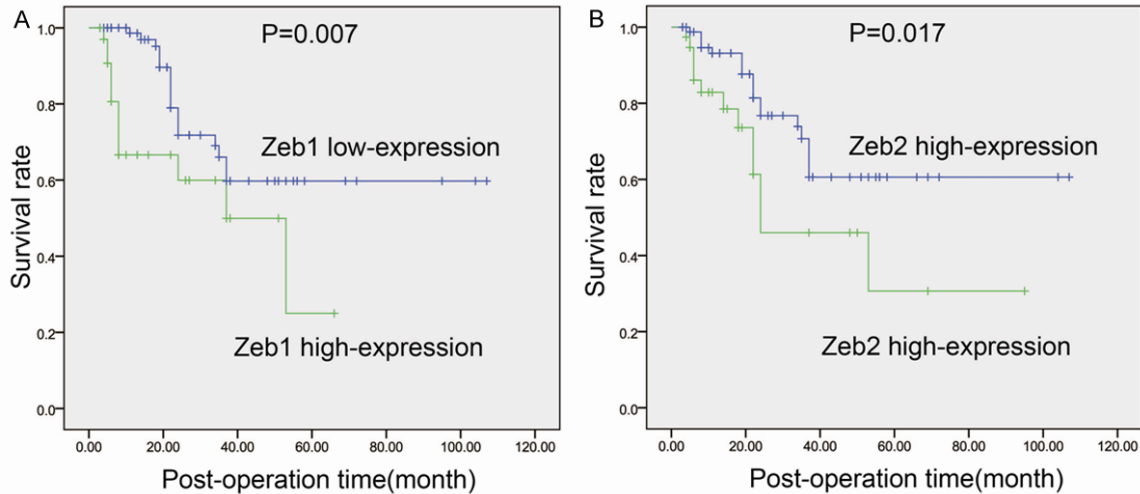 A
P=0.007
Survival rate
1.0
0.8
0.6
0.4
0.2
0.0
Zeb1 low-expression
Zeb1 high-expression
0.00 20.00 40.00 60.00 80.00 100.00 120.00
Post-operation time(month)
B
P=0.017
Survival rate
1.0
0.8
0.6
0.4
0.2
0.0
Zeb2 high-expression
Zeb2 high-expression
0.00 20.00 40.00 60.00 80.00 100.00 120.00
Post-operation time(month)